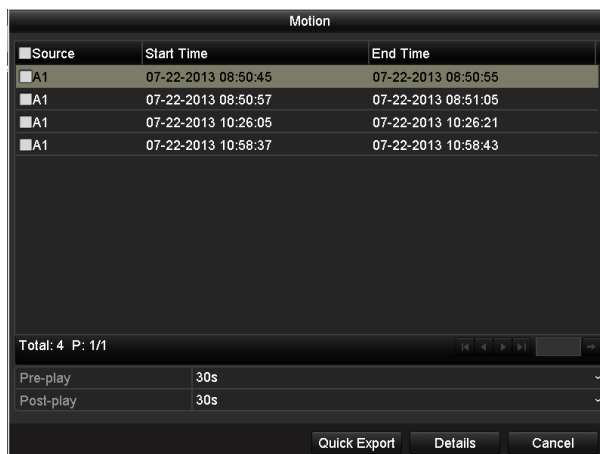 Motion
Source Start Time End Time
A1 07-22-2013 08:50:45 07-22-2013 08:50:55
A1 07-22-2013 08:50:57 07-22-2013 08:51:05
A1 07-22-2013 10:26:05 07-22-2013 10:26:21
A1 07-22-2013 10:58:37 07-22-2013 10:58:43
Total: 4 P: 1/1
Pre-play 30s
Post-play 30s
Quick Export Details Cancel